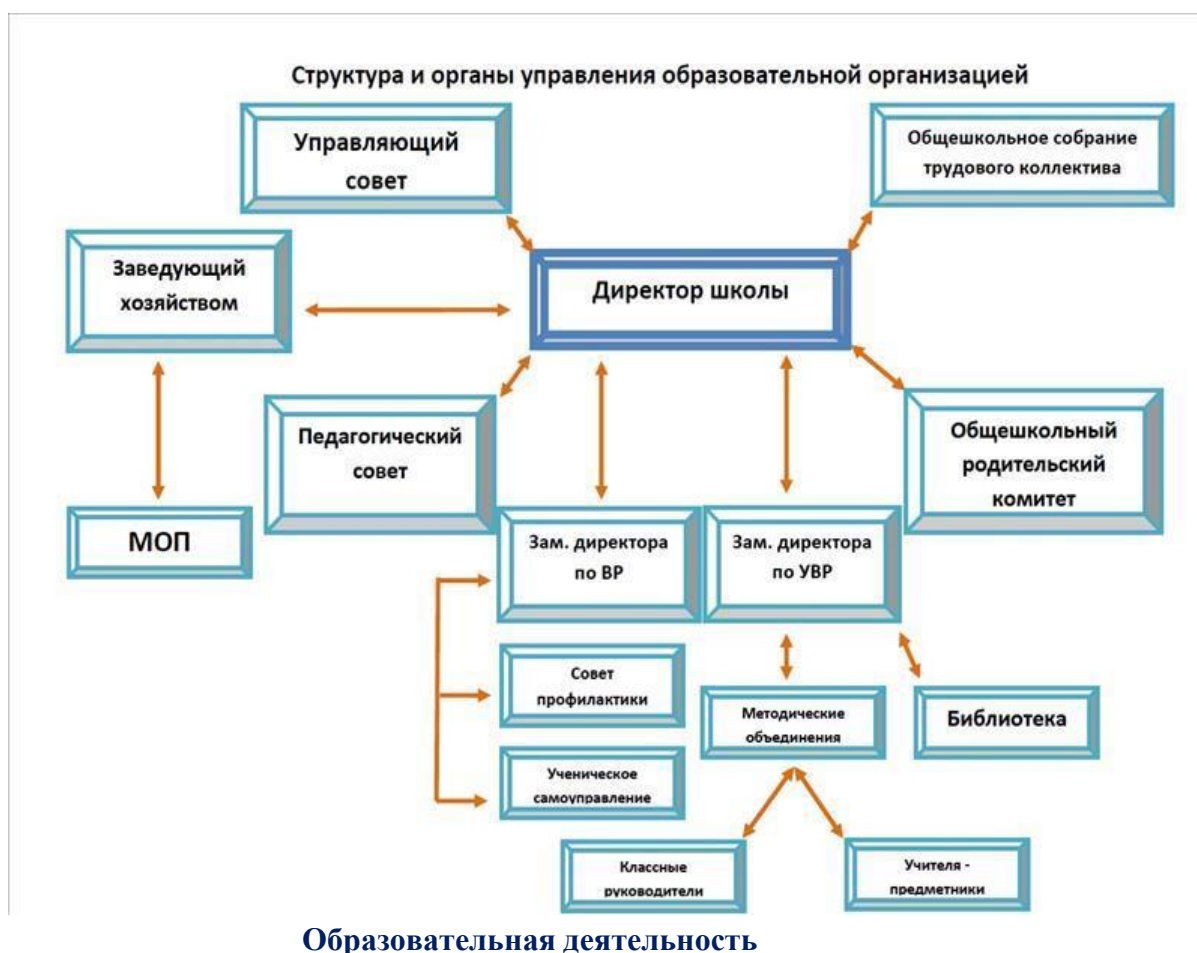 Структура и органы управления образовательной организацией
Управляющий
совет
Общешкольное собрание
трудового коллектива
Заведующий
хозяйством
Директор школы
Педагогический
совет
Общешкольный
родительский
комитет
МОП
Зам. директора
по ВР
Зам. директора
по УВР
Совет
профилактики
Методические
объединения
Библиотека
Ученическое
самоуправление
Классные
руководители
Учителя -
предметники
Образовательная деятельность